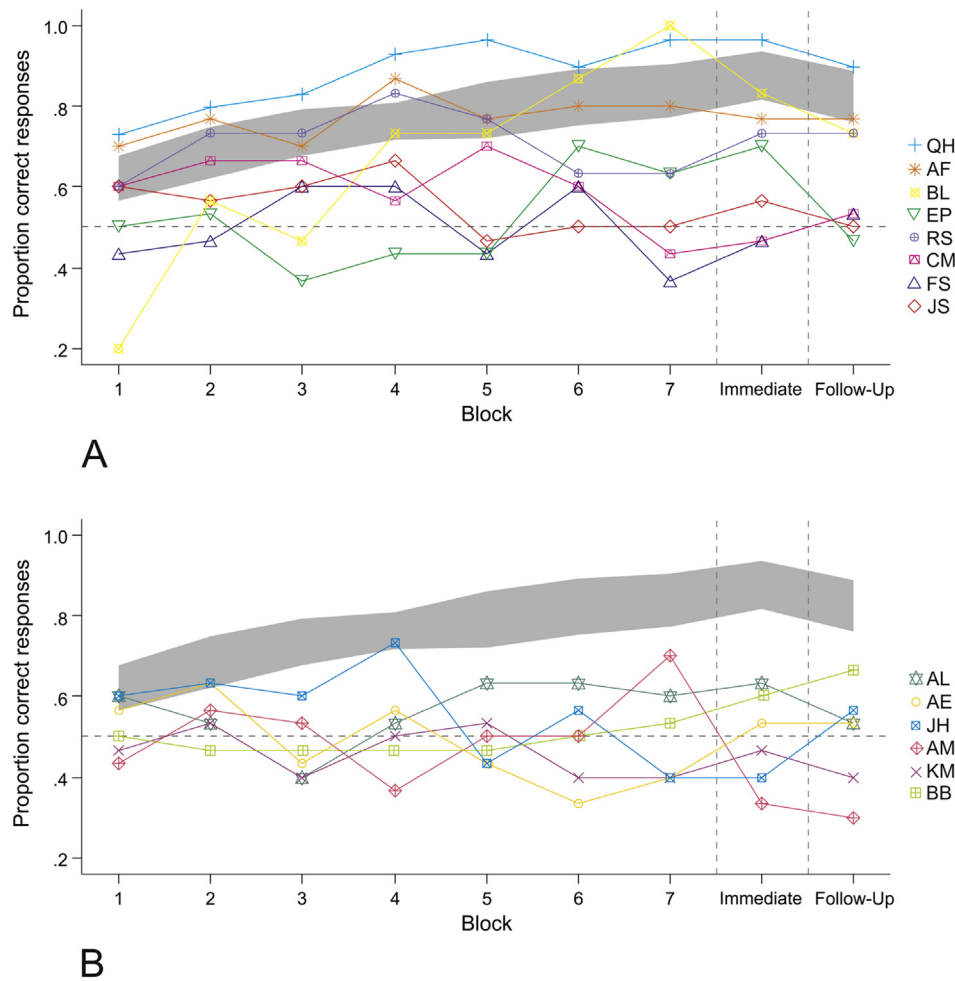 Proportion correct responses
1.0
.8
.6
.4
.2
1 2 3 4 5 6 7 Immediate Follow-Up
Block
QH
AF
BL
EP
RS
CM
FS
JS
A
Proportion correct responses
1.0
.8
.6
.4
.2
1 2 3 4 5 6 7 Immediate Follow-Up
Block
AL
AE
JH
AM
KM
BB
B